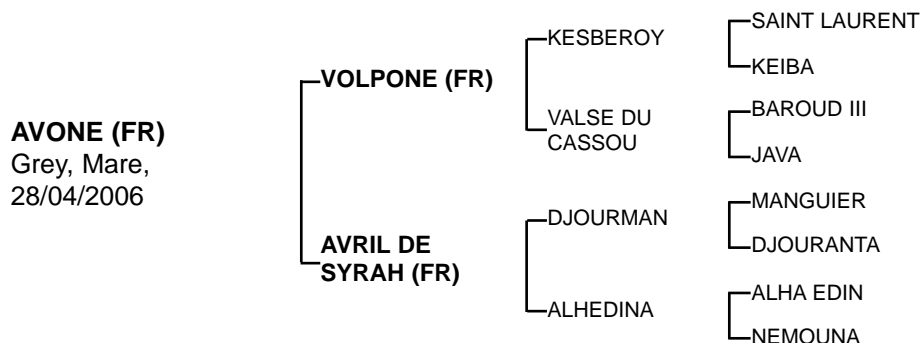 AVONE (FR)
Grey, Mare,
28/04/2006
VOLPONE (FR)
AVRIL DE
SYRAH (FR)
KESBEROY
VALSE DU
CASSOU
DJOURMAN
ALHEDINA
SAINT LAURENT
KEIBA
BAROUD III
JAVA
MANGUIER
DJOURANTA
ALHA EDIN
NEMOUNA